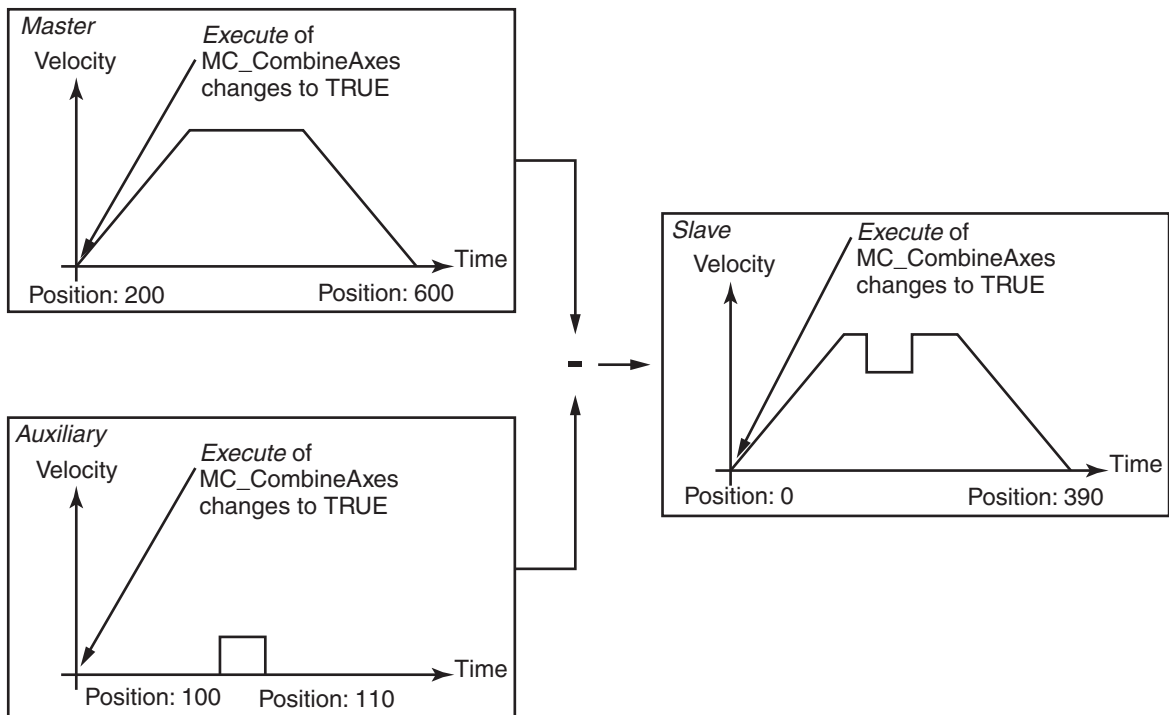 Master
Velocity
Execute of
MC_CombineAxes
changes to TRUE
Time
Position: 200
Position: 600
-
Slave
Velocity
Execute of
MC_CombineAxes
changes to TRUE
Time
Position: 0
Position: 390
Auxiliary
Velocity
Execute of
MC_CombineAxes
changes to TRUE
Time
Position: 100
Position: 110